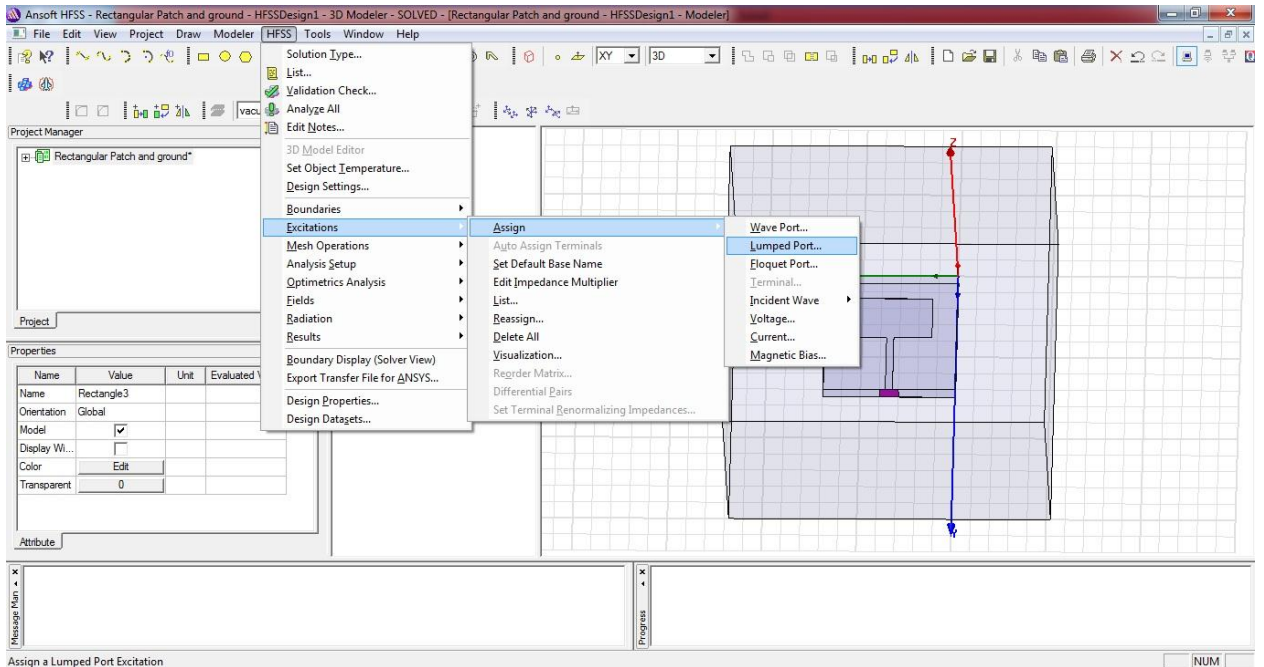 Ansoft HFSS - Rectangular Patch and ground - HFSSDesign1 - 3D Modeler - SOLVED - [Rectangular Patch and ground - HFSSDesign1 - Modeler]
File Edit View Project Draw Modeler HFSS Tools Window Help
XY 3D
vacu
Solution Type...
List...
Validation Check...
Analyze All
Edit Notes...
3D Model Editor
Set Object Temperature...
Design Settings...
Boundaries
Excitations
Mesh Operations
Analysis Setup
Optimetrics Analysis
Fields
Radiation
Results
Boundary Display (Solver View)
Export Transfer File for ANSYS...
Design Properties...
Design Datasets...
Assign
Auto Assign Terminals
Set Default Base Name
Edit Impedance Multiplier
List...
Reassign...
Delete All
Visualization...
Reorder Matrix...
Differential Pairs
Set Terminal Renormalizing Impedances...
Wave Port...
Lumped Port...
Floquet Port...
Terminal...
Incident Wave
Voltage...
Current...
Magnetic Bias...
Project Manager
Rectangular Patch and ground*
Project
Properties
Name Value Unit Evaluated V
Name Rectangle3
Orientation Global
Model
Display Wi...
Color Edit
Transparent 0
Attribute
Z
Message Man
Progress
Assign a Lumped Port Excitation
NUM